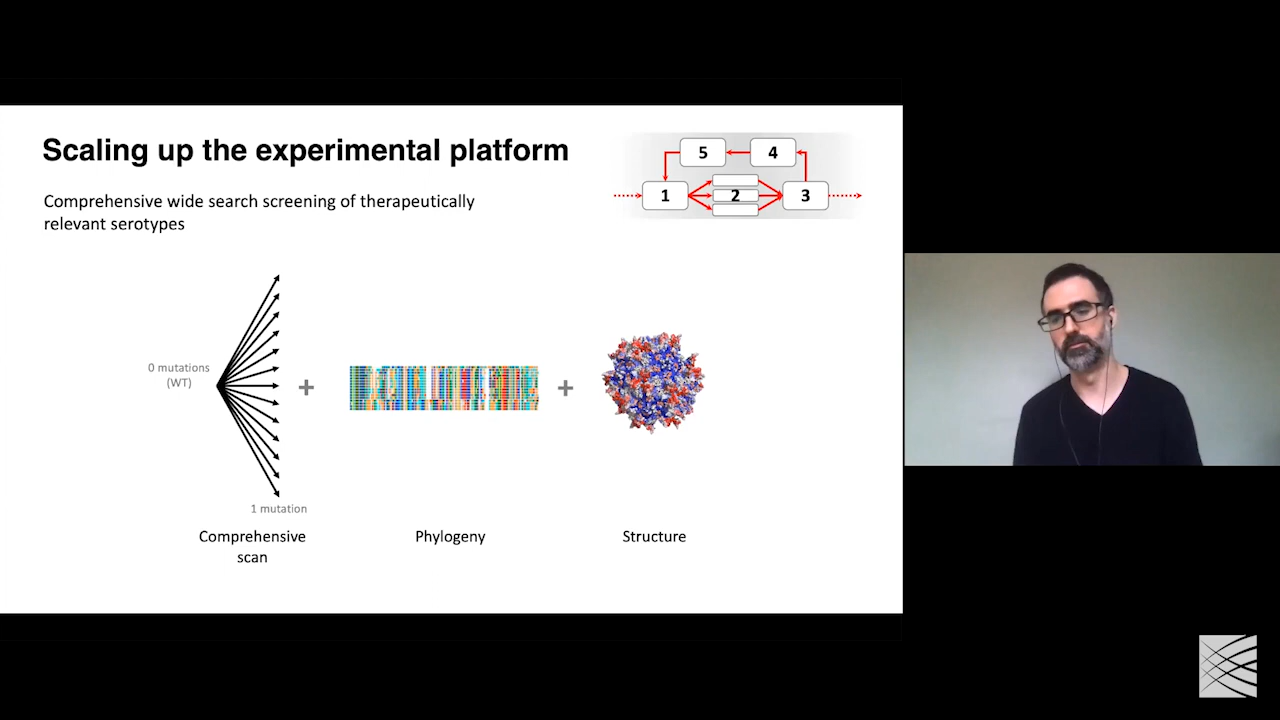 Scaling up the experimental platform
Comprehensive wide search screening of therapeutically
relevant serotypes
5
4
1
2
3
0 mutations
(WT)
+
+
1 mutation
Comprehensive
scan
Phylogeny
Structure